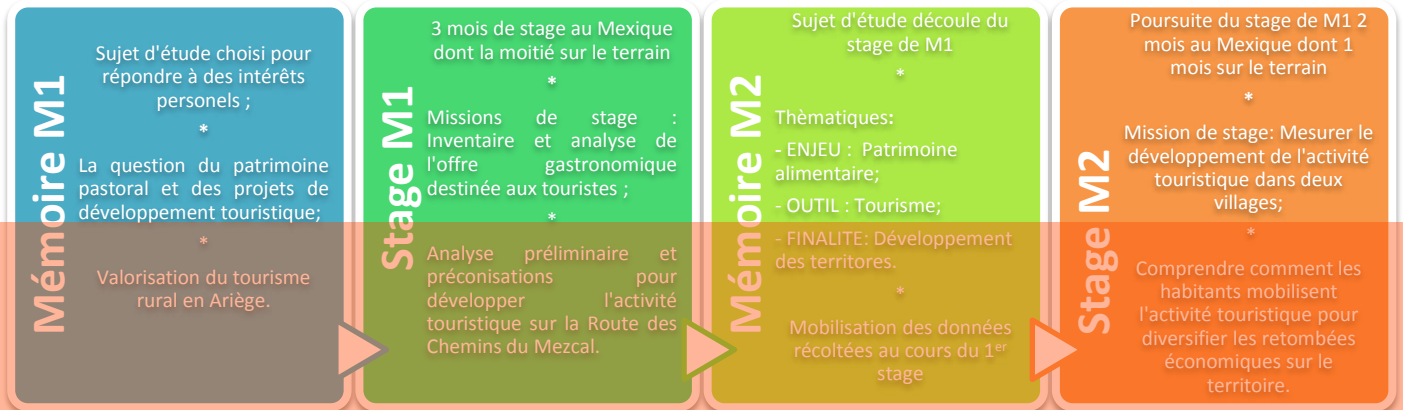 Mémoire M1
Sujet d'étude choisi pour
répondre à des intérêts
personels ;
*
La question du patrimoine
pastoral et des projets de
développement touristique;
*
Valorisation du tourisme
rural en Ariège.
Stage M1
3 mois de stage au Mexique
dont la moitié sur le terrain
*
Missions de stage :
Inventaire et analyse de
l'offre gastronomique
destinée aux touristes ;
*
Analyse préliminaire et
préconisations pour
développer l'activité
touristique sur la Route des
Chemins du Mezcal.
Mémoire M2
Sujet d'étude découle du
stage de M1
*
Thèmatiques:
- ENJEU : Patrimoine
alimentaire;
- OUTIL : Tourisme;
- FINALITE: Développement
des territores.
*
Mobilisation des données
récoltées au cours du 1er
stage
Stage M2
Poursuite du stage de M1 2
mois au Mexique dont 1
mois sur le terrain
*
Mission de stage: Mesurer le
développement de l'activité
touristique dans deux
villages;
*
Comprendre comment les
habitants mobilisent
l'activité touristique pour
diversifier les retombées
économiques sur le
territoire.